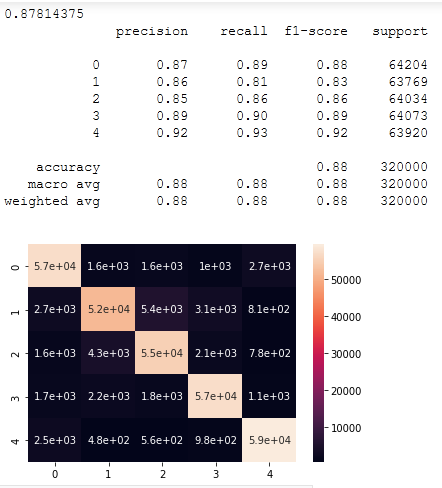 0.87814375
precision recall f1-score support
0 0.87 0.89 0.88 64204
1 0.86 0.81 0.83 63769
2 0.85 0.86 0.86 64034
3 0.89 0.90 0.89 64073
4 0.92 0.93 0.92 63920
accuracy 0.88 320000
macro avg 0.88 0.88 0.88 320000
weighted avg 0.88 0.88 0.88 320000
0 5.7e+04 1.6e+03 1.6e+03 1e+03 2.7e+03
50000
1 2.7e+03 5.2e+04 5.4e+03 3.1e+03 8.1e+02
40000
2 1.6e+03 4.3e+03 5.5e+04 2.1e+03 7.8e+02
30000
20000
3 1.7e+03 2.2e+03 1.8e+03 5.7e+04 1.1e+03
10000
4 2.5e+03 4.8e+02 5.6e+02 9.8e+02 5.9e+04
0 1 2 3 4